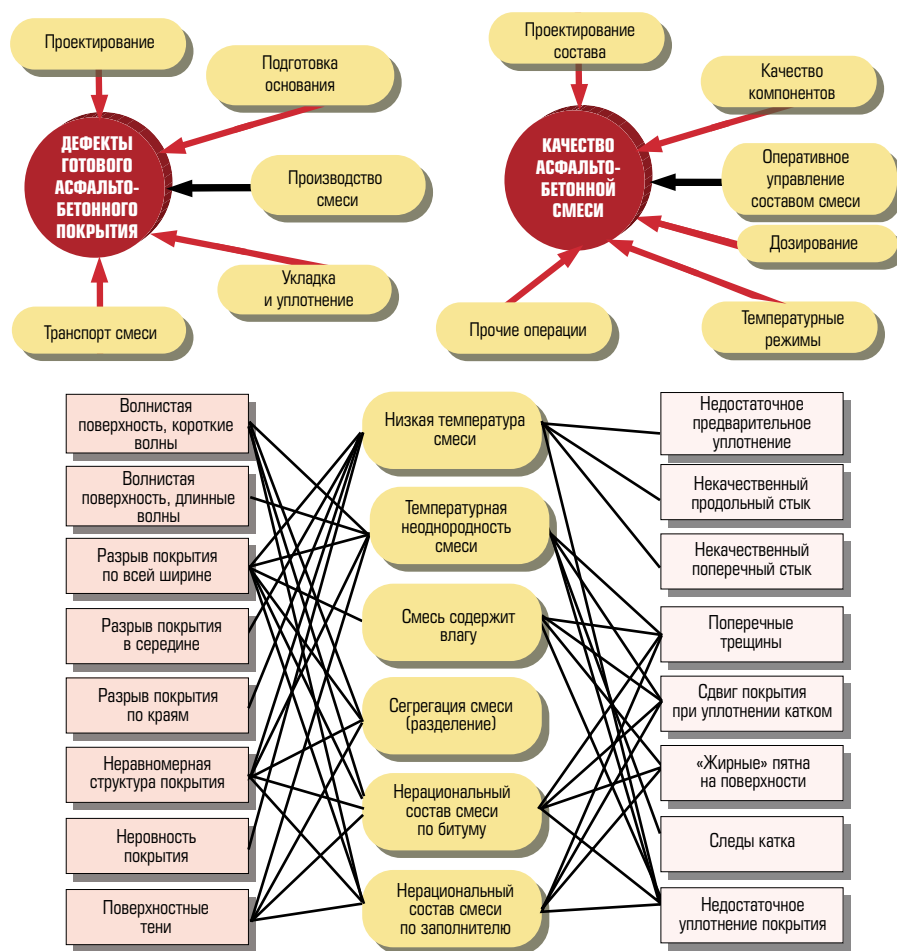 Проектирование
Подготовка
основания
ДЕФЕКТЫ
ГОТОВОГО
АСФАЛЬТО-
БЕТОННОГО
ПОКРЫТИЯ
Производство
смеси
Укладка
и уплотнение
Транспорт смеси
Проектирование
состава
Качество
компонентов
КАЧЕСТВО
АСФАЛЬТО-
БЕТОННОЙ
СМЕСИ
Оперативное
управление
составом смеси
Дозирование
Прочие операции
Температурные
режимы
Волнистая
поверхность, короткие
волны
Волнистая
поверхность, длинные
волны
Разрыв покрытия
по всей ширине
Разрыв покрытия
в середине
Разрыв покрытия
по краям
Неравномерная
структура покрытия
Неровность
покрытия
Поверхностные
тени
Низкая температура
смеси
Температурная
неоднородность
смеси
Смесь содержит
влагу
Сегрегация смеси
(разделение)
Нерациональный
состав смеси
по битуму
Нерациональный
состав смеси
по заполнителю
Недостаточное
предварительное
уплотнение
Некачественный
продольный стык
Некачественный
поперечный стык
Поперечные
трещины
Сдвиг покрытия
при уплотнении катком
«Жирные» пятна
на поверхности
Следы катка
Недостаточное
уплотнение покрытия